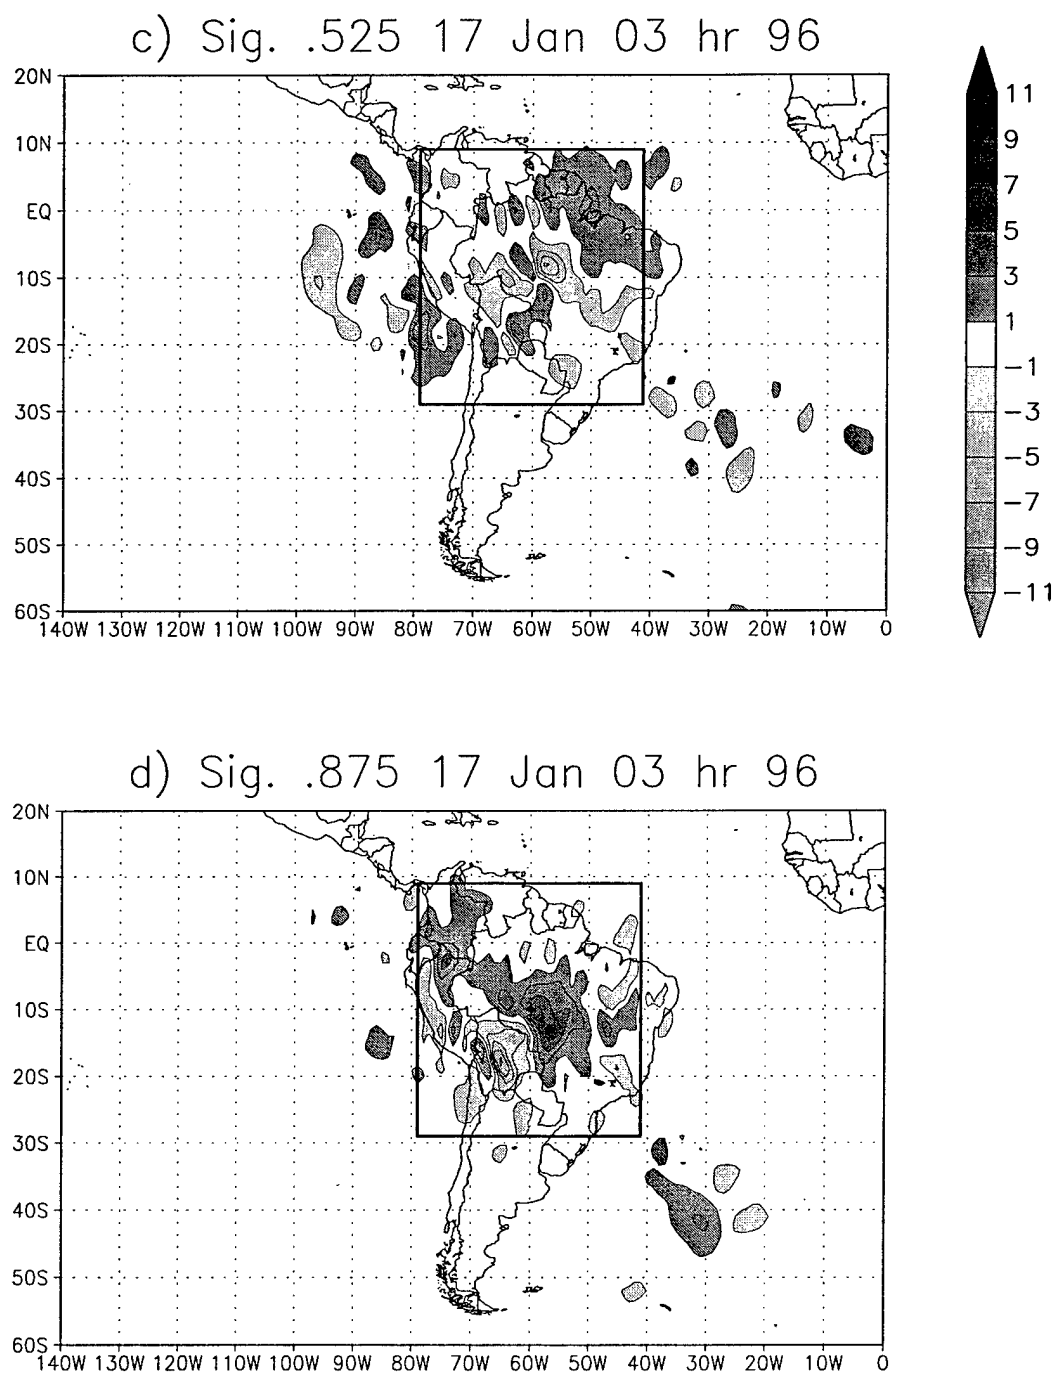 c) Sig. .525 17 Jan 03 hr 96
20N
10N
EQ
10S
20S
30S
40S
50S
60S
140W 130W 120W 110W 100W 90W 80W 70W 60W 50W 40W 30W 20W 10W 0
11
9
7
5
3
1
-1
-3
-5
-7
-9
-11
d) Sig. .875 17 Jan 03 hr 96
20N
10N
EQ
10S
20S
30S
40S
50S
60S
140W 130W 120W 110W 100W 90W 80W 70W 60W 50W 40W 30W 20W 10W 0